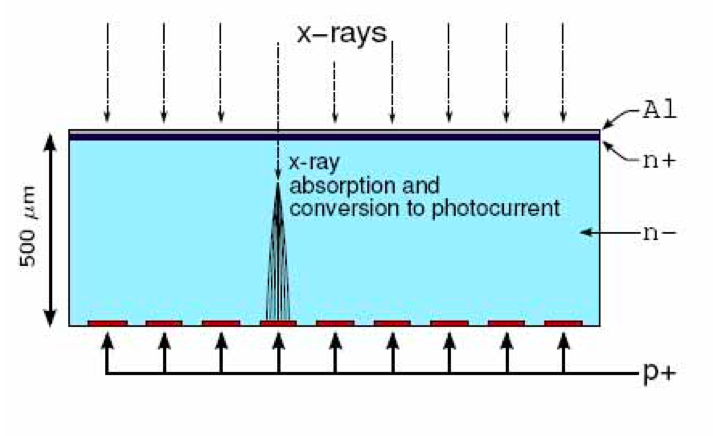 x-rays
Al
n+
x-ray
absorption and
conversion to photocurrent
n-
500 μm
p+